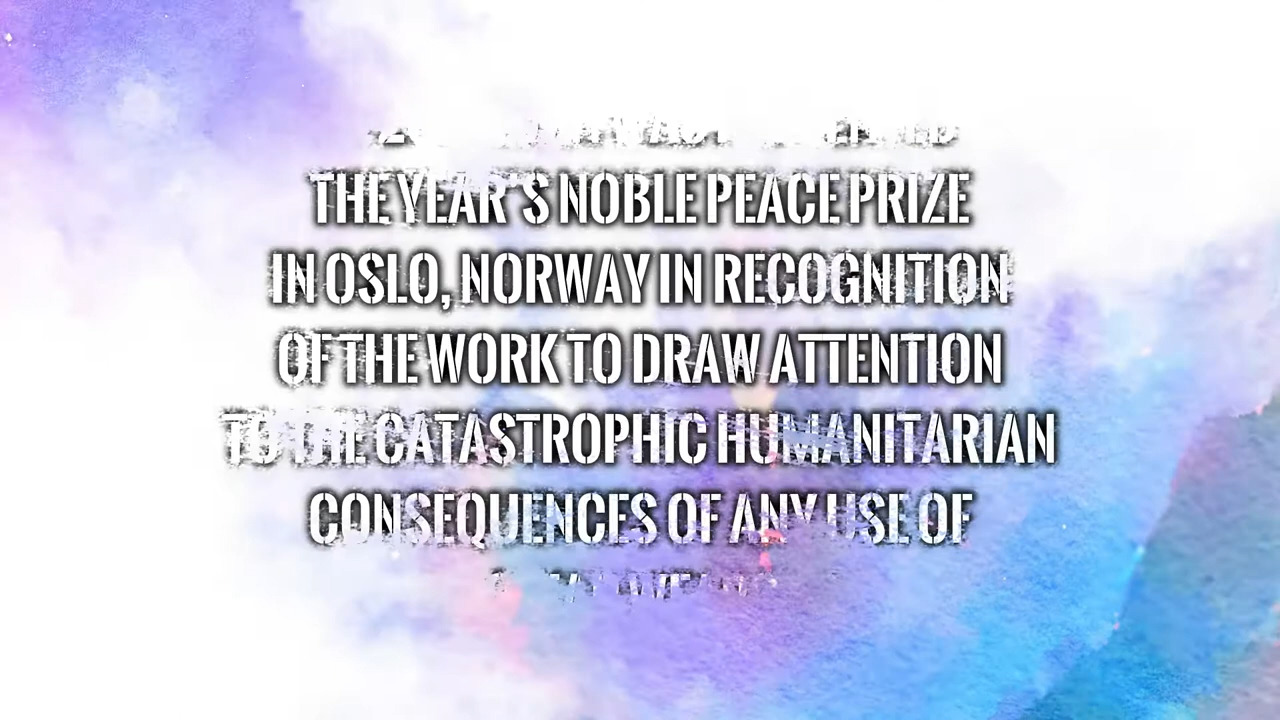 THE YEAR'S NOBLE PEACE PRIZE
IN OSLO, NORWAY IN RECOGNITION
OF THE WORK TO DRAW ATTENTION
TO THE CATASTROPHIC HUMANITARIAN
CONSEQUENCES OF ANY USE OF